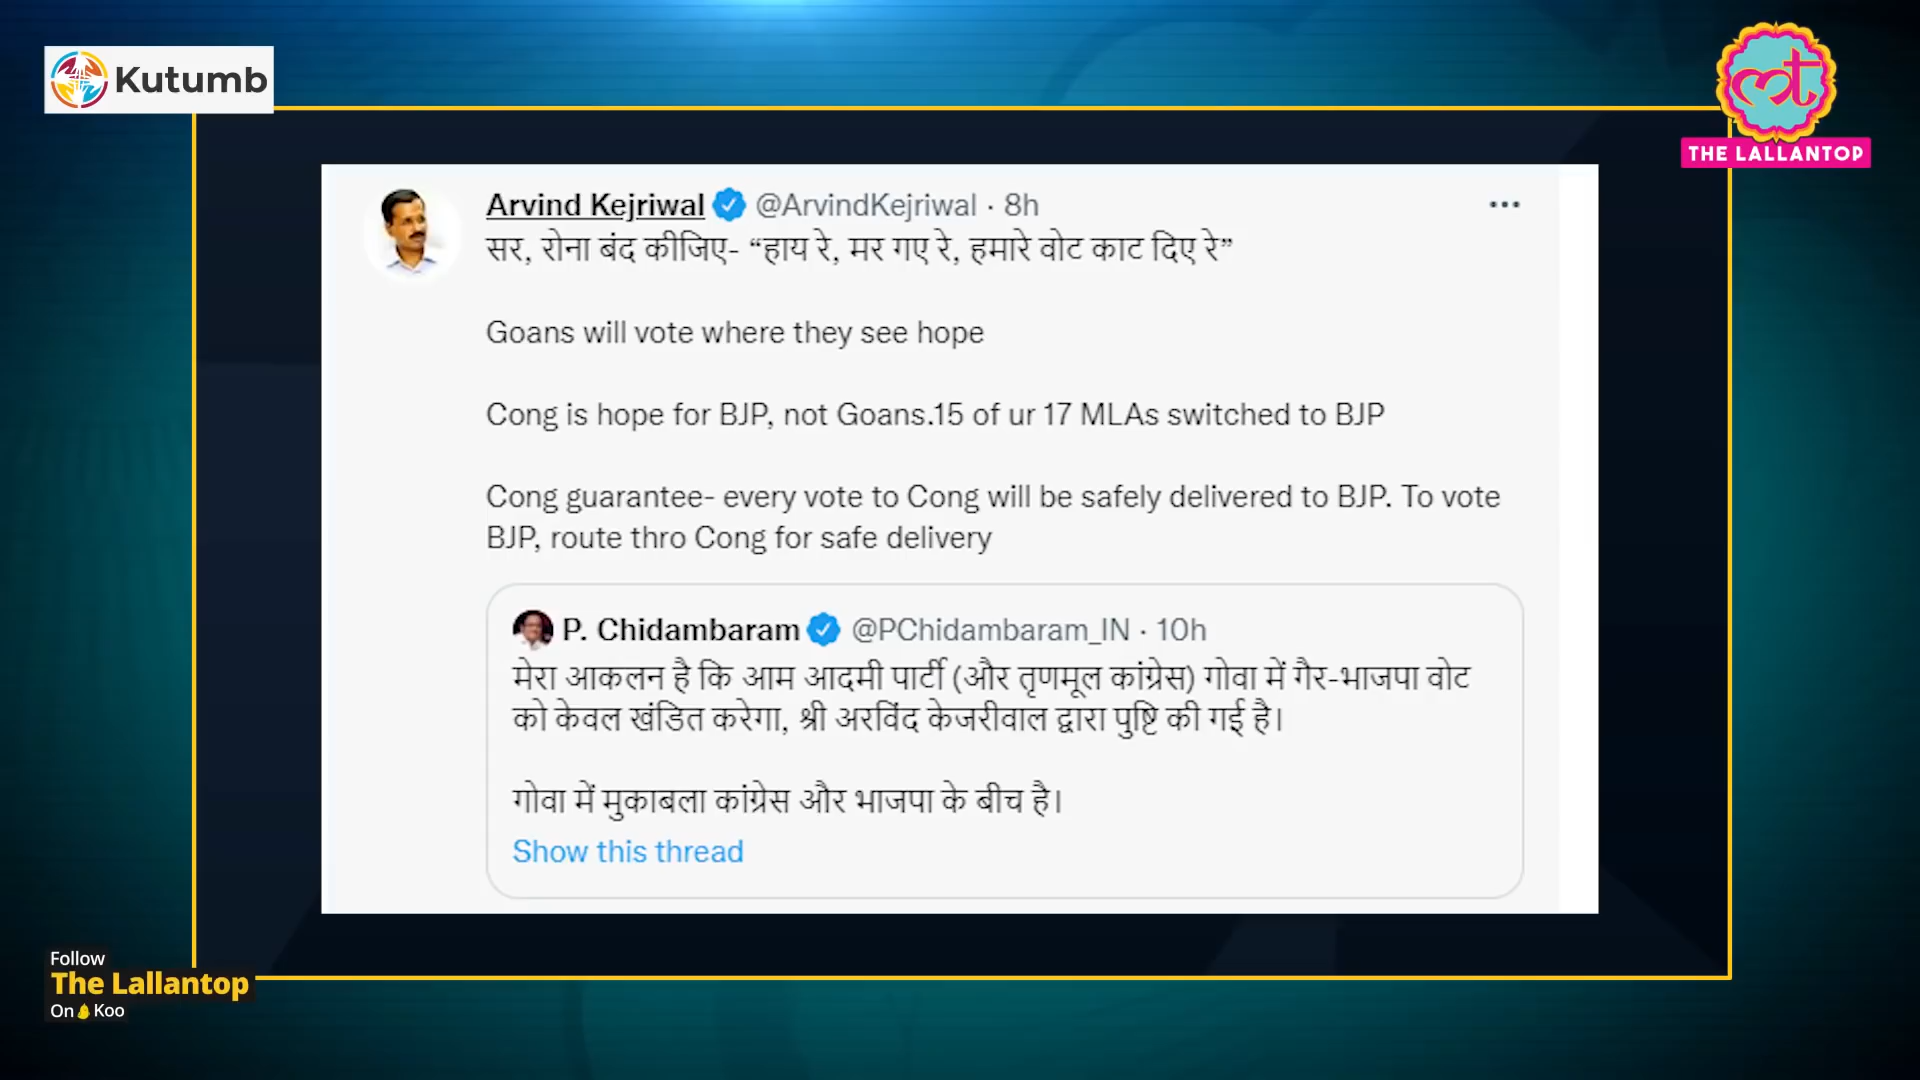 Kutumb
THE LALLANTOP
Arvind Kejriwal @ArvindKejriwal · 8h
सर, रोना बंद कीजिए- “हाय रे, मर गए रे, हमारे वोट काट दिए रे”
Goans will vote where they see hope
Cong is hope for BJP, not Goans.15 of ur 17 MLAs switched to BJP
Cong guarantee- every vote to Cong will be safely delivered to BJP. To vote
BJP, route thro Cong for safe delivery
P. Chidambaram @PChidambaram_IN · 10h
मेरा आकलन है कि आम आदमी पार्टी (और तृणमूल कांग्रेस) गोवा में गैर-भाजपा वोट
को केवल खंडित करेगा, श्री अरविंद केजरीवाल द्वारा पुष्टि की गई है।
गोवा में मुकाबला कांग्रेस और भाजपा के बीच है।
Show this thread
Follow
The Lallantop
On Koo